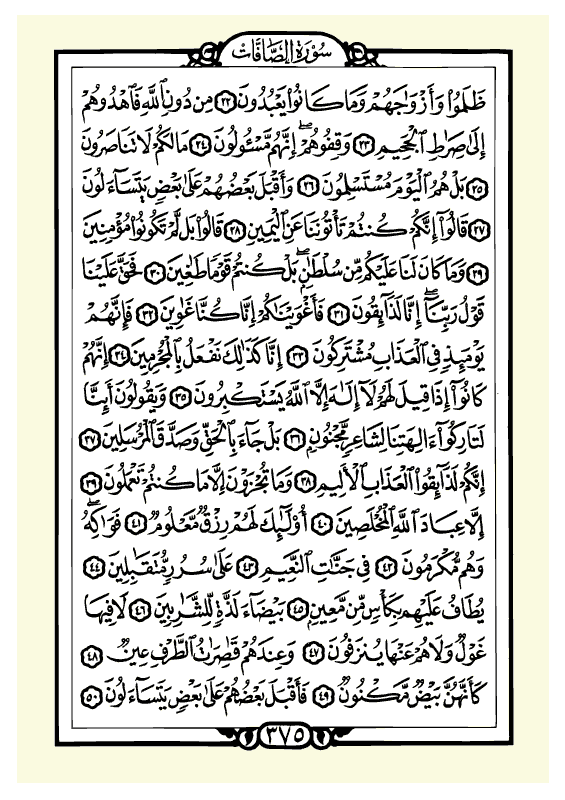 سُورَةُ الصَّافَّاتِ
ظَلَمُوا۟ وَأَزْوَٰجَهُمْ وَمَا كَانُوا۟ يَعْبُدُونَ ٢٢ مِن دُونِ ٱللَّهِ فَٱهْدُوهُمْ
إِلَىٰ صِرَٰطِ ٱلْجَحِيمِ ٢٣ وَقِفُوهُمْ ۖ إِنَّهُم مَّسْـُٔولُونَ ٢٤ مَا لَكُمْ لَا تَنَاصَرُونَ
٢٥ بَلْ هُمُ ٱلْيَوْمَ مُسْتَسْلِمُونَ ٢٦ وَأَقْبَلَ بَعْضُهُمْ عَلَىٰ بَعْضٍ يَتَسَآءَلُونَ
٢٧ قَالُوٓا۟ إِنَّكُمْ كُنتُمْ تَأْتُونَنَا عَنِ ٱلْيَمِينِ ٢٨ قَالُوا۟ بَل لَّمْ تَكُونُوا۟ مُؤْمِنِينَ
٢٩ وَمَا كَانَ لَنَا عَلَيْكُم مِّن سُلْطَٰنٍۭ ۖ بَلْ كُنتُمْ قَوْمًا طَٰغِينَ ٣٠ فَحَقَّ عَلَيْنَا
قَوْلُ رَبِّنَآ ۖ إِنَّا لَذَآئِقُونَ ٣١ فَأَغْوَيْنَٰكُمْ إِنَّا كُنَّا غَٰوِينَ ٣٢ فَإِنَّهُمْ
يَوْمَئِذٍ فِى ٱلْعَذَابِ مُشْتَرِكُونَ ٣٣ إِنَّا كَذَٰلِكَ نَفْعَلُ بِٱلْمُجْرِمِينَ ٣٤ إِنَّهُمْ
كَانُوٓا۟ إِذَا قِيلَ لَهُمْ لَآ إِلَٰهَ إِلَّا ٱللَّهُ يَسْتَكْبِرُونَ ٣٥ وَيَقُولُونَ أَئِنَّا
لَتَارِكُوٓا۟ ءَالِهَتِنَا لِشَاعِرٍ مَّجْنُونٍۭ ٣٦ بَلْ جَآءَ بِٱلْحَقِّ وَصَدَّقَ ٱلْمُرْسَلِينَ ٣٧
إِنَّكُمْ لَذَآئِقُوا۟ ٱلْعَذَابِ ٱلْأَلِيمِ ٣٨ وَمَا تُجْزَوْنَ إِلَّا مَا كُنتُمْ تَعْمَلُونَ ٣٩
إِلَّا عِبَادَ ٱللَّهِ ٱلْمُخْلَصِينَ ٤٠ أُو۟لَٰٓئِكَ لَهُمْ رِزْقٌ مَّعْلُومٌ ٤١ فَوَٰكِهُ ۖ
وَهُم مُّكْرَمُونَ ٤٢ فِى جَنَّٰتِ ٱلنَّعِيمِ ٤٣ عَلَىٰ سُرُرٍ مُّتَقَٰبِلِينَ ٤٤
يُطَافُ عَلَيْهِم بِكَأْسٍ مِّن مَّعِينٍۭ ٤٥ بَيْضَآءَ لَذَّةٍ لِّلشَّٰرِبِينَ ٤٦ لَا فِيهَا
غَوْلٌ وَلَا هُمْ عَنْهَا يُنزَفُونَ ٤٧ وَعِندَهُمْ قَٰصِرَٰتُ ٱلطَّرْفِ عِينٌ ٤٨
كَأَنَّهُنَّ بَيْضٌ مَّكْنُونٌ ٤٩ فَأَقْبَلَ بَعْضُهُمْ عَلَىٰ بَعْضٍ يَتَسَآءَلُونَ ٥٠
٣٧٥